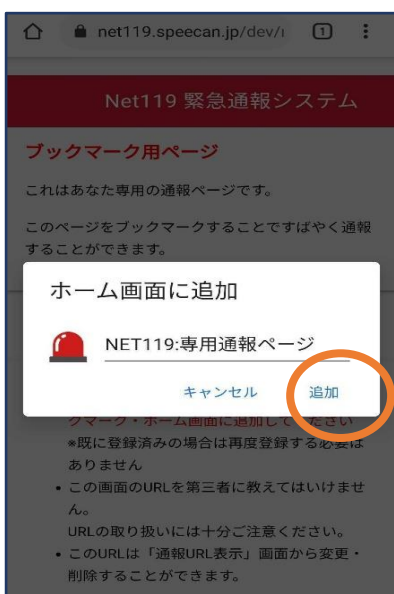 net119.speecan.jp/dev/
1
Net119 緊急通報システム
ブックマーク用ページ
これはあなた専用の通報ページです。
このページをブックマークすることですばやく通報
することができます。
ホーム画面に追加
NET119:専用通報ページ
キャンセル 追加
クマーク・ホーム画面に追加してください
※既に登録済みの場合は再度登録する必要は
ありません
• この画面のURLを第三者に教えてはいけませ
ん。
URLの取り扱いには十分ご注意ください。
• このURLは「通報URL表示」画面から変更・
削除することができます。